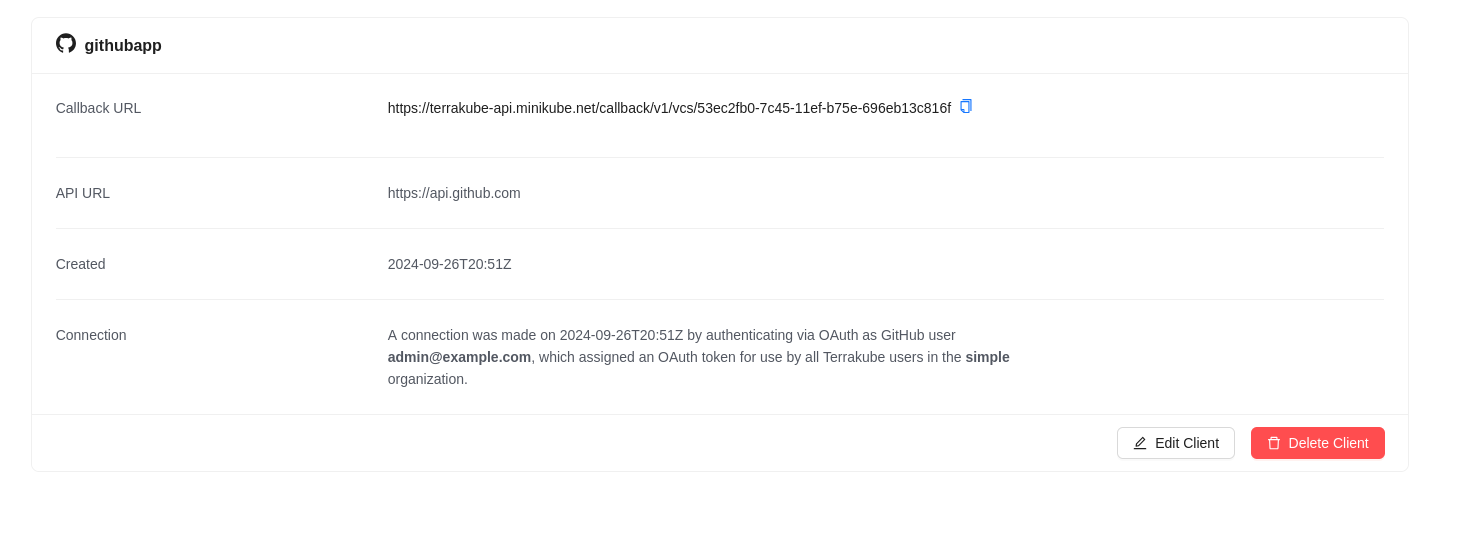 githubapp
Callback URL
https://terrakube-api.minikube.net/callback/v1/vcs/53ec2fb0-7c45-11ef-b75e-696eb13c816f
API URL
https://api.github.com
Created
2024-09-26T20:51Z
Connection
A connection was made on 2024-09-26T20:51Z by authenticating via OAuth as GitHub user
admin@example.com, which assigned an OAuth token for use by all Terrakube users in the simple
organization.
Edit Client
Delete Client